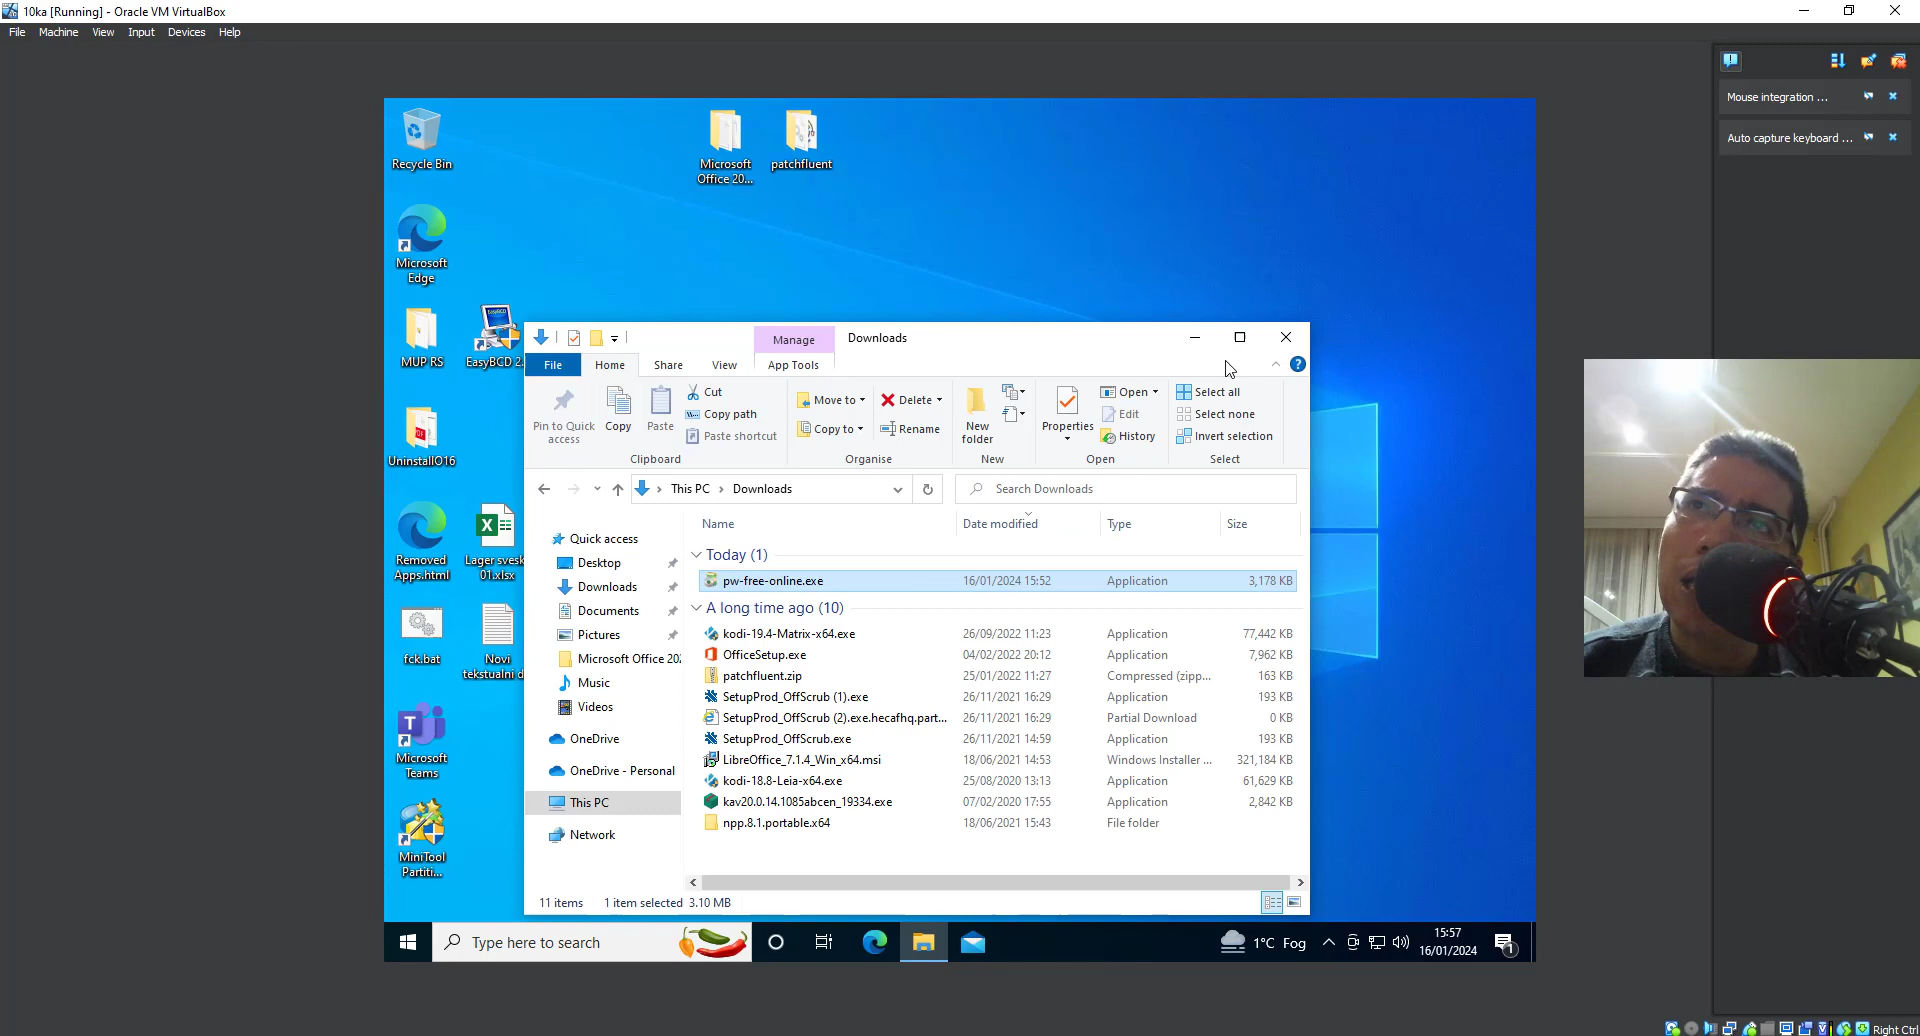 10ka [Running] - Oracle VM VirtualBox
File Machine View Input Devices Help
Mouse integration ...
Auto capture keyboard ...
Recycle Bin
Microsoft
Office 20...
patchfluent
Microsoft
Edge
MUP RS
EasyBCD 2.
UninstallO16
Removed
Apps.html
Lager svesk
01.xlsx
fck.bat
Novi
tekstualni d
Microsoft
Teams
MiniTool
Partiti...
Manage
Downloads
File Home Share View App Tools
Pin to Quick
access
Copy
Paste
Cut
Copy path
Paste shortcut
Clipboard
Move to
Copy to
Delete
Rename
Organise
New
folder
New
Properties
Open
Edit
History
Open
Select all
Select none
Invert selection
Select
This PC > Downloads
Search Downloads
Quick access
Desktop
Downloads
Documents
Pictures
Microsoft Office 202
Music
Videos
OneDrive
OneDrive - Personal
This PC
Network
Name Date modified Type Size
Today (1)
pw-free-online.exe 16/01/2024 15:52 Application 3,178 KB
A long time ago (10)
kodi-19.4-Matrix-x64.exe 26/09/2022 11:23 Application 77,442 KB
OfficeSetup.exe 04/02/2022 20:12 Application 7,962 KB
patchfluent.zip 25/01/2022 11:27 Compressed (zipp... 163 KB
SetupProd_OffScrub (1).exe 26/11/2021 16:29 Application 193 KB
SetupProd_OffScrub (2).exe.hecafhq.part... 26/11/2021 16:29 Partial Download 0 KB
SetupProd_OffScrub.exe 26/11/2021 14:59 Application 193 KB
LibreOffice_7.1.4_Win_x64.msi 18/06/2021 14:53 Windows Installer ... 321,184 KB
kodi-18.8-Leia-x64.exe 25/08/2020 13:13 Application 61,629 KB
kav20.0.14.1085abcen_19334.exe 07/02/2020 17:55 Application 2,842 KB
npp.8.1.portable.x64 18/06/2021 15:43 File folder
11 items 1 item selected 3.10 MB
Type here to search
1°C Fog
15:57
16/01/2024
1
Right Ctrl